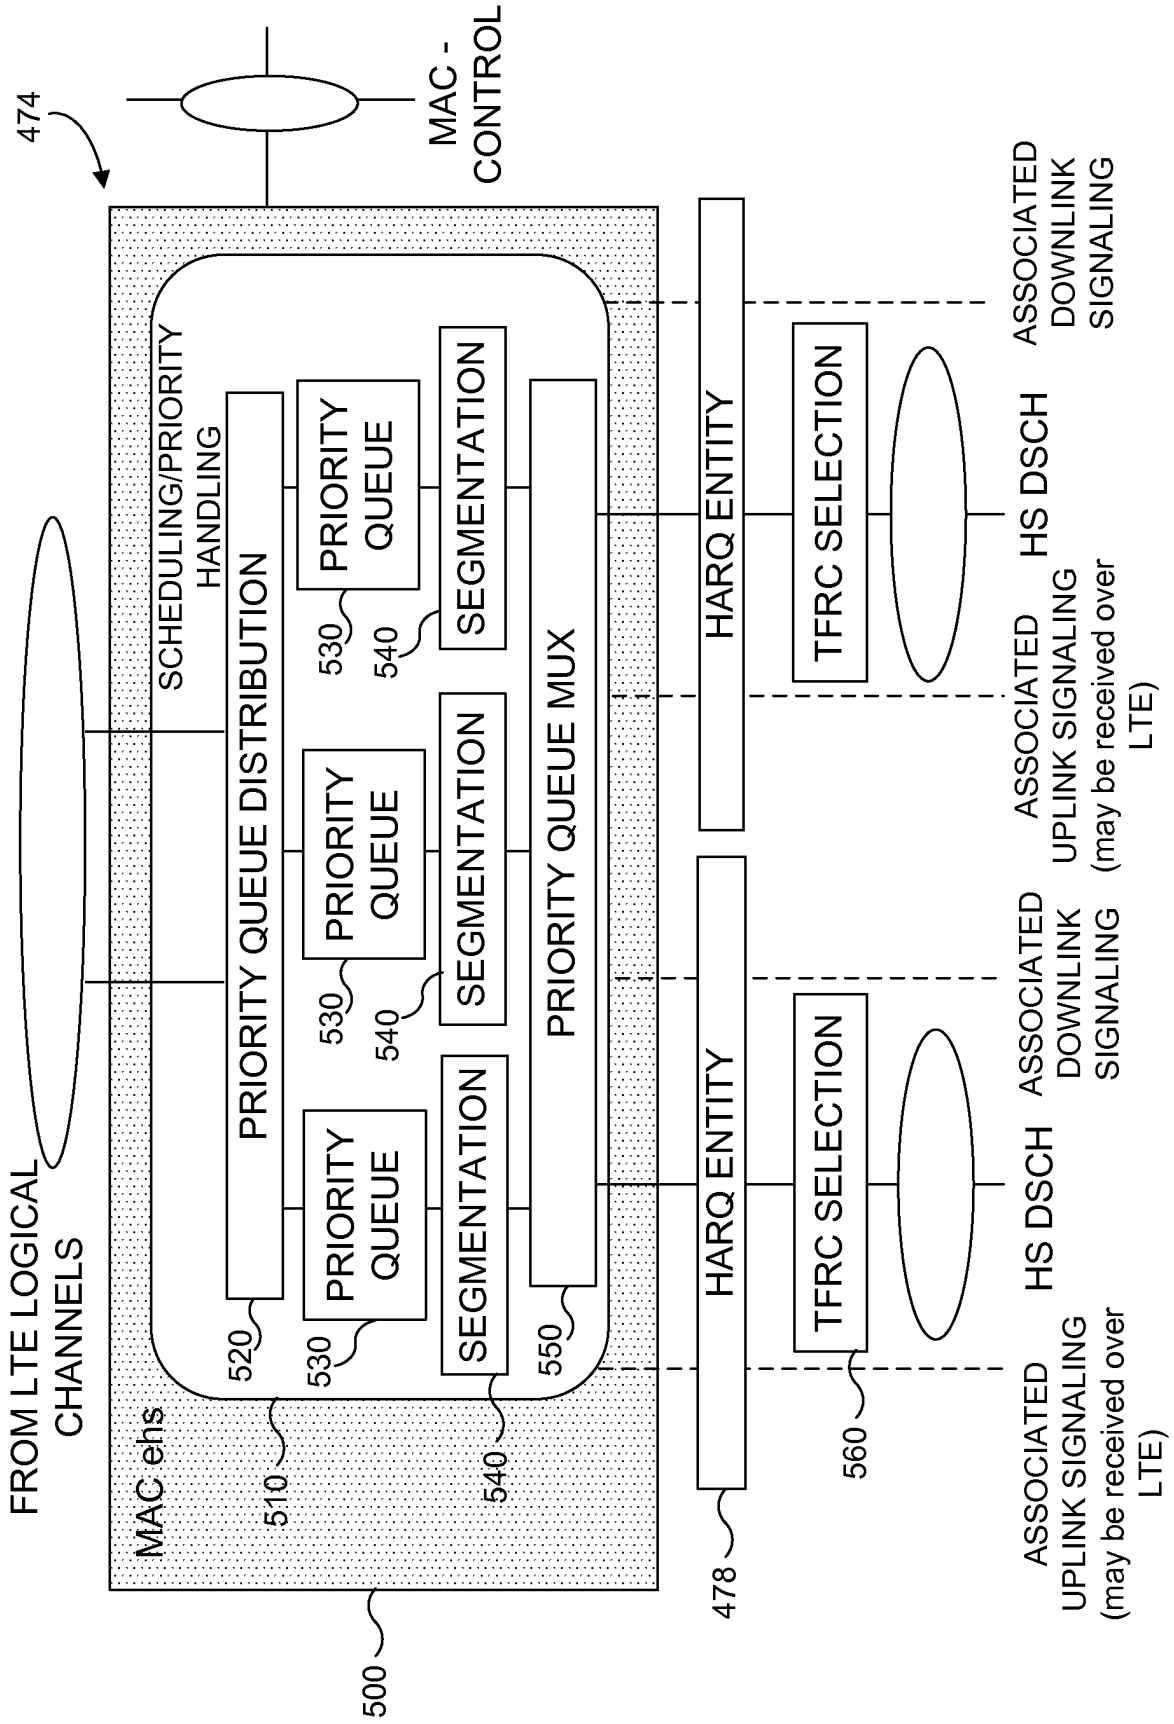 474
FROM LTE LOGICAL
CHANNELS
MAC -
CONTROL
MAC ehs
SCHEDULING/PRIORITY
HANDLING
500
510
520
PRIORITY QUEUE DISTRIBUTION
530
PRIORITY
QUEUE
530
PRIORITY
QUEUE
530
PRIORITY
QUEUE
540
SEGMENTATION
540
SEGMENTATION
540
SEGMENTATION
550
PRIORITY QUEUE MUX
478
HARQ ENTITY
HARQ ENTITY
560
TFRC SELECTION
TFRC SELECTION
ASSOCIATED
UPLINK SIGNALING
(may be received over
LTE)
HS DSCH
ASSOCIATED
DOWNLINK
SIGNALING
ASSOCIATED
UPLINK SIGNALING
(may be received over
LTE)
HS DSCH
ASSOCIATED
DOWNLINK
SIGNALING